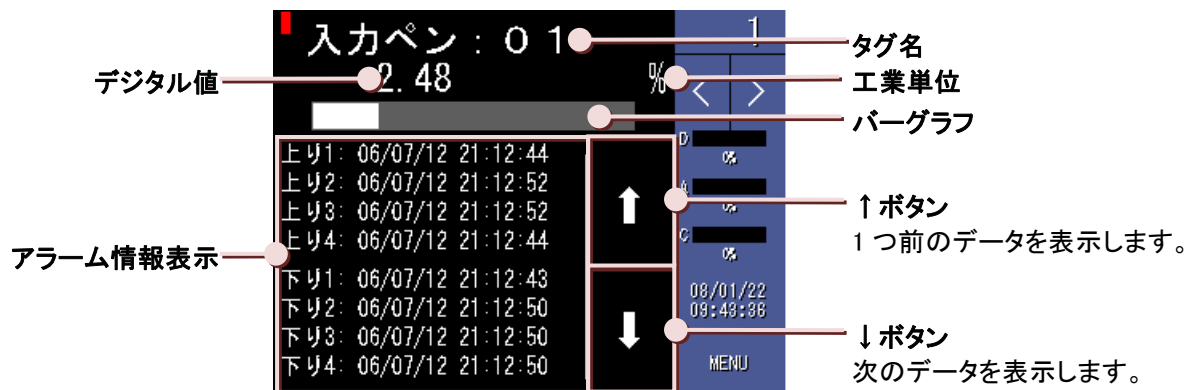 入力ペン：０１
2.48 %
上り1: 06/07/12 21:12:44
上り2: 06/07/12 21:12:52
上り3: 06/07/12 21:12:52
上り4: 06/07/12 21:12:44
下り1: 06/07/12 21:12:43
下り2: 06/07/12 21:12:50
下り3: 06/07/12 21:12:50
下り4: 06/07/12 21:12:50
↑
↓
1
< >
D
0%
A
0%
C
0%
08/01/22
09:43:36
MENU
デジタル値
アラーム情報表示
タグ名
工業単位
バーグラフ
↑ボタン
1つ前のデータを表示します。
↓ボタン
次のデータを表示します。